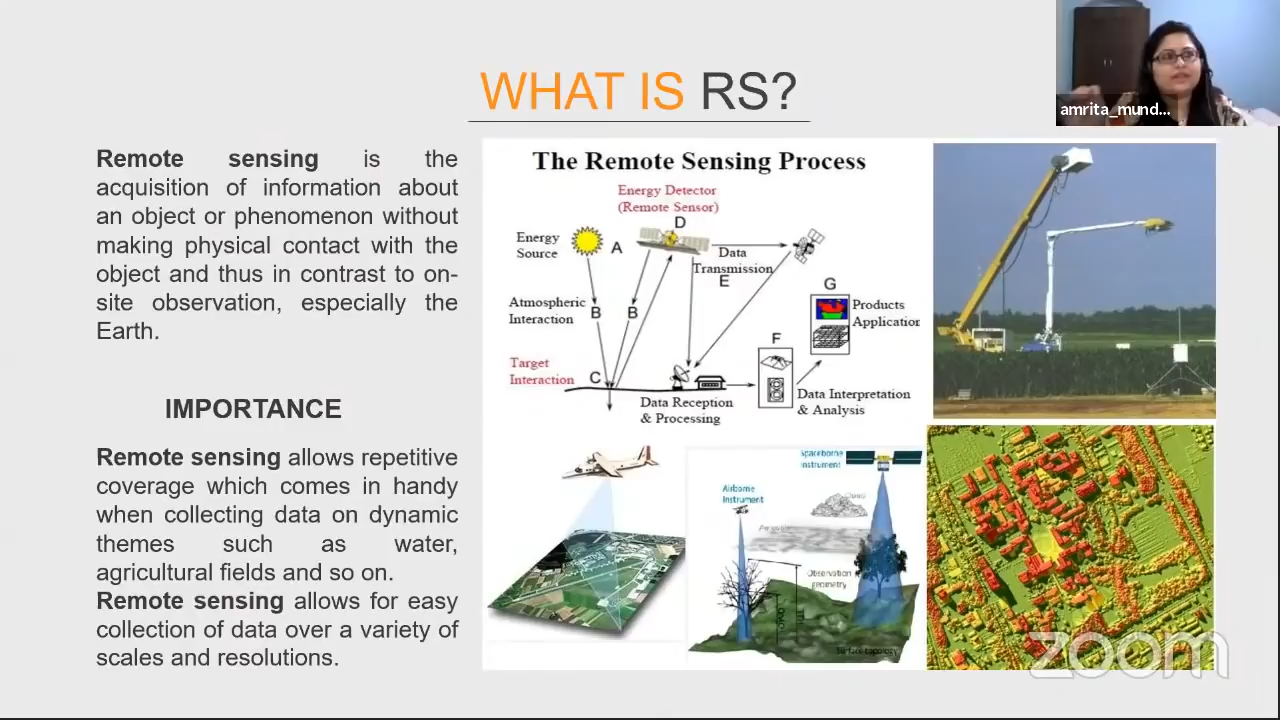 WHAT IS RS?
amrita_mund...
Remote sensing is the
acquisition of information about
an object or phenomenon without
making physical contact with the
object and thus in contrast to on-
site observation, especially the
Earth.
IMPORTANCE
Remote sensing allows repetitive
coverage which comes in handy
when collecting data on dynamic
themes such as water,
agricultural fields and so on.
Remote sensing allows for easy
collection of data over a variety of
scales and resolutions.
The Remote Sensing Process
Energy Detector
(Remote Sensor)
D
Energy
Source
A
Data
Transmission
E
Atmospheric
Interaction
B
B
G
Products
Application
F
Target
Interaction
C
Data Reception
& Processing
Data Interpretation
& Analysis
Spaceborne
Instrument
Airborne
Instrument
Cloud
Observation
geometry
Surface topology
zoom